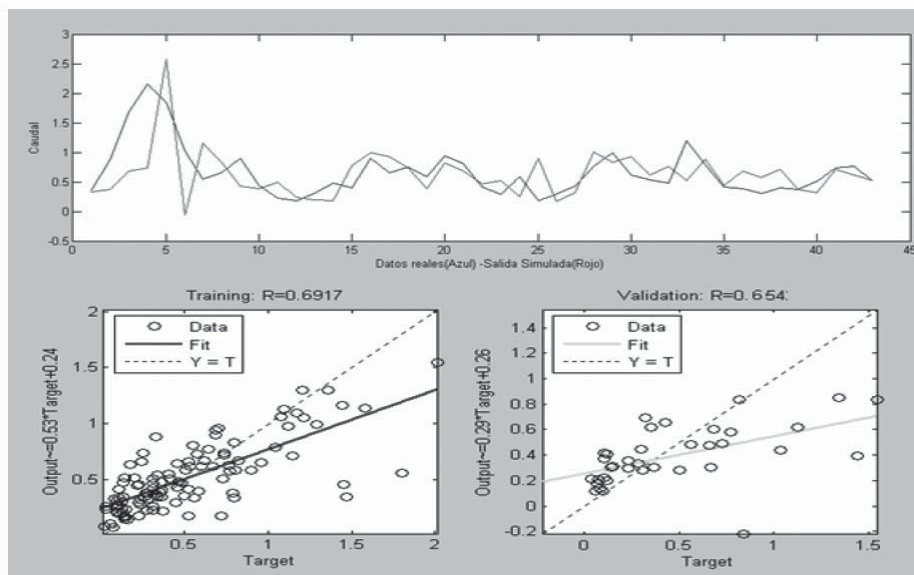 3
2.5
2
1.5
1
0.5
0
-0.5
Caudal
0 5 10 15 20 25 30 35 40 45
Datos reales(Azul) -Salida Simulada(Rojo)
Training: R=0.6917
2
1.5
1
0.5
Output~=0.53*Target+0.24
Data
Fit
Y = T
0.5 1 1.5 2
Target
Validation: R=0.654
1.4
1.2
1
0.8
0.6
0.4
0.2
0
-0.2
Output~=0.29*Target+0.26
Data
Fit
Y = T
0 0.5 1 1.5
Target